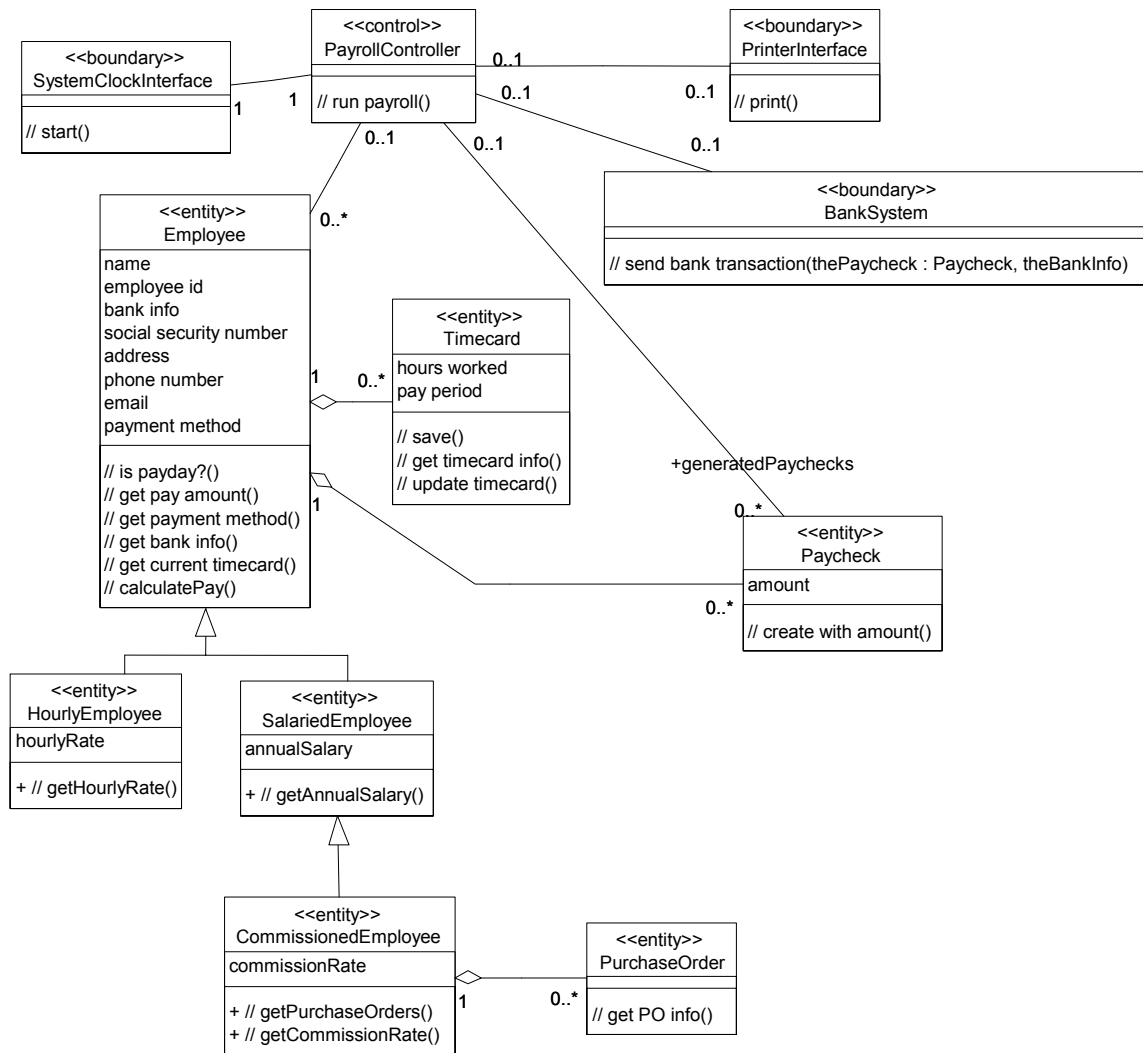 <<control>>
PayrollController
// run payroll()
<<boundary>>
SystemClockInterface
// start()
<<boundary>>
PrinterInterface
// print()
1
1
0..1
0..1
0..1
0..1
0..1
0..1
0..*
<<boundary>>
BankSystem
// send bank transaction(thePaycheck : Paycheck, theBankInfo)
<<entity>>
Employee
name
employee id
bank info
social security number
address
phone number
email
payment method
// is payday?()
// get pay amount()
// get payment method()
// get bank info()
// get current timecard()
// calculatePay()
1
0..*
<<entity>>
Timecard
hours worked
pay period
// save()
// get timecard info()
// update timecard()
+generatedPaychecks
0..*
1
0..*
<<entity>>
Paycheck
amount
// create with amount()
<<entity>>
HourlyEmployee
hourlyRate
+ // getHourlyRate()
<<entity>>
SalariedEmployee
annualSalary
+ // getAnnualSalary()
<<entity>>
CommissionedEmployee
commissionRate
+ // getPurchaseOrders()
+ // getCommissionRate()
1
0..*
<<entity>>
PurchaseOrder
// get PO info()